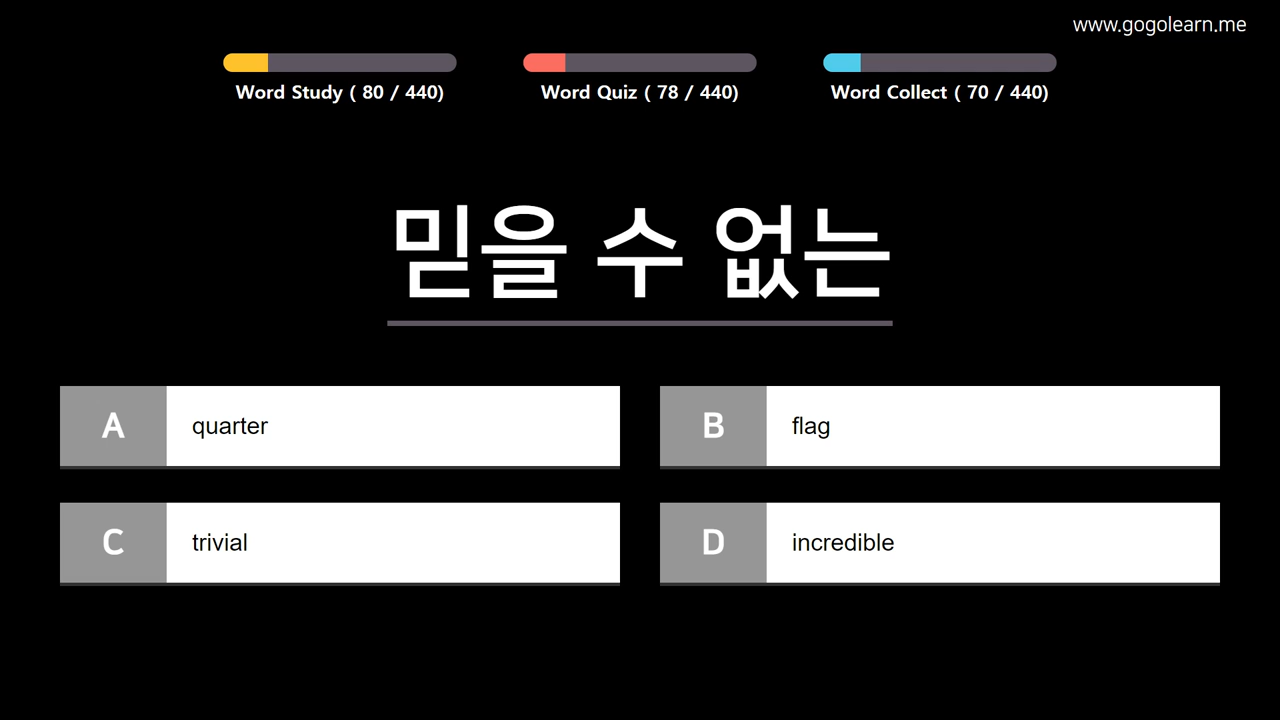 www.gogolearn.me
Word Study ( 80 / 440)
Word Quiz ( 78 / 440)
Word Collect ( 70 / 440)
믿을 수 없는
A quarter
B flag
C trivial
D incredible